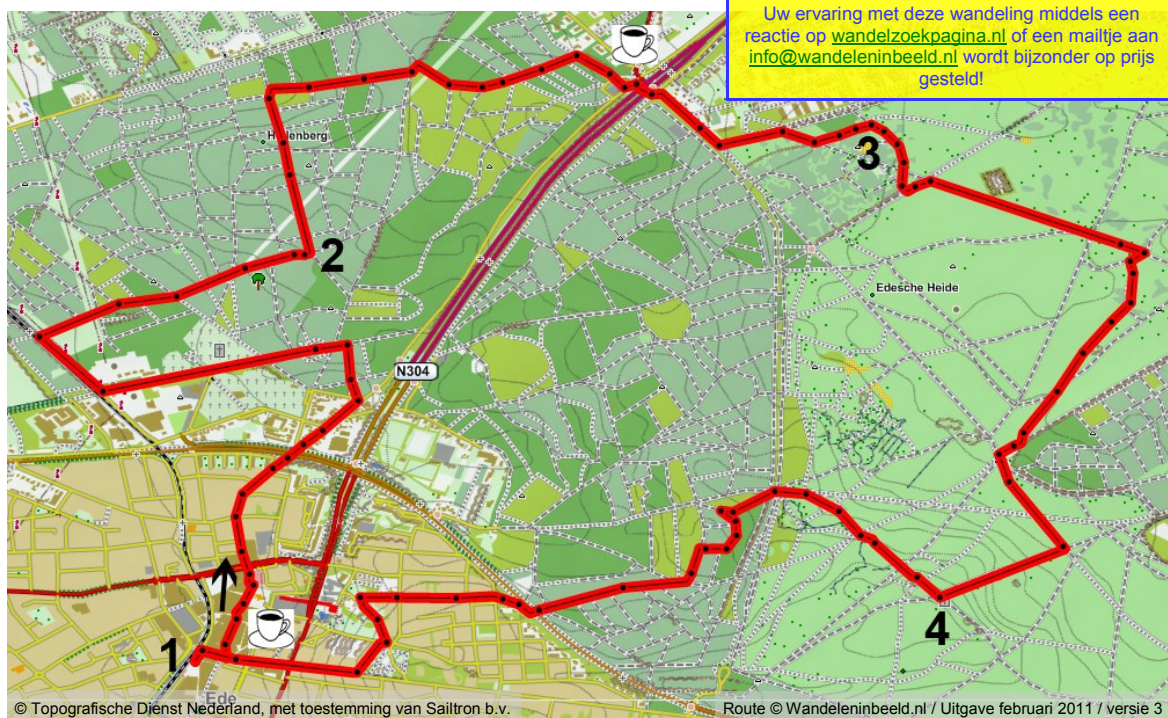 Uw ervaring met deze wandeling middels een
reactie op wandelzoekpagina.nl of een mailtje aan
info@wandeleninbeeld.nl wordt bijzonder op prijs
gesteld!
3
2
Edesche Heide
N304
4
1
Ede
© Topografische Dienst Nederland, met toestemming van Sailtron b.v.
Route © Wandeleninbeeld.nl / Uitgave februari 2011 / versie 3